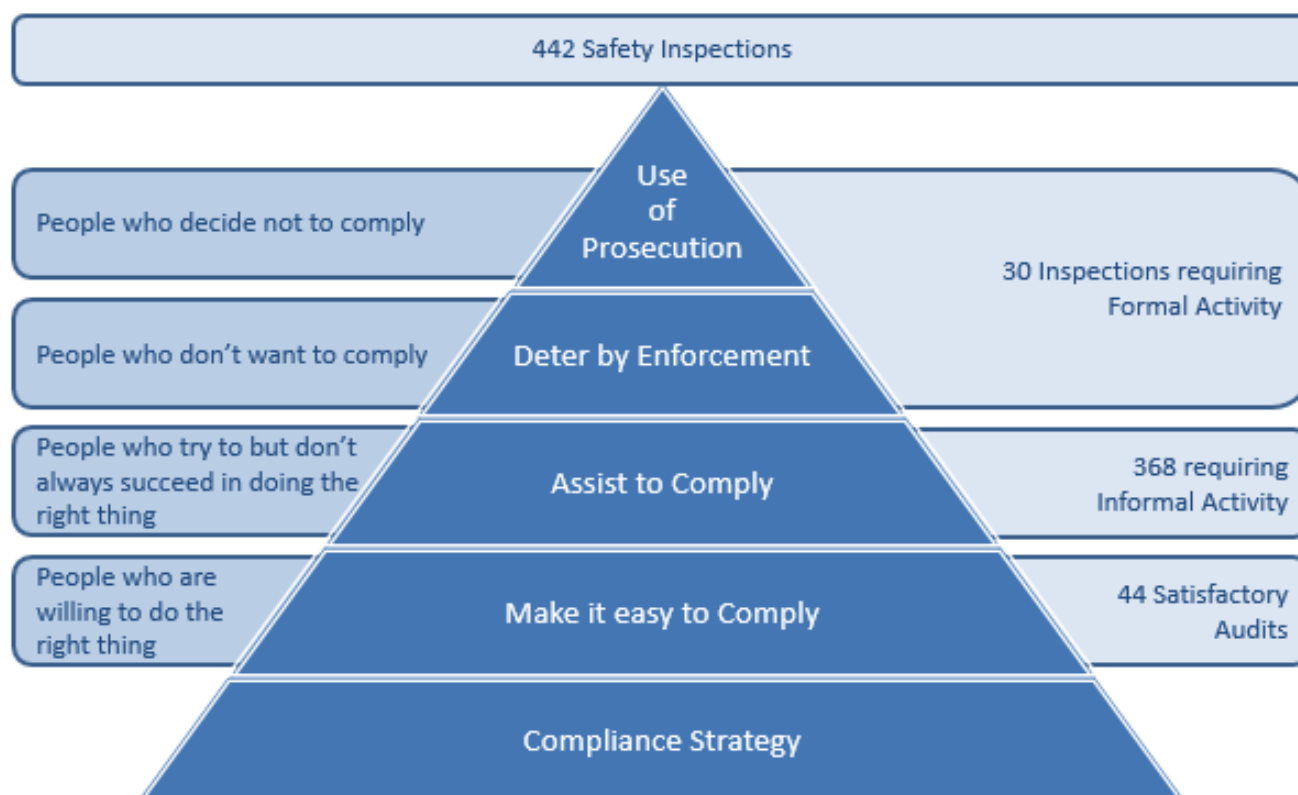 442 Safety Inspections
People who decide not to comply
Use
of
Prosecution
30 Inspections requiring
Formal Activity
People who don't want to comply
Deter by Enforcement
People who try to but don't
always succeed in doing the
right thing
Assist to Comply
368 requiring
Informal Activity
People who are
willing to do the
right thing
Make it easy to Comply
44 Satisfactory
Audits
Compliance Strategy